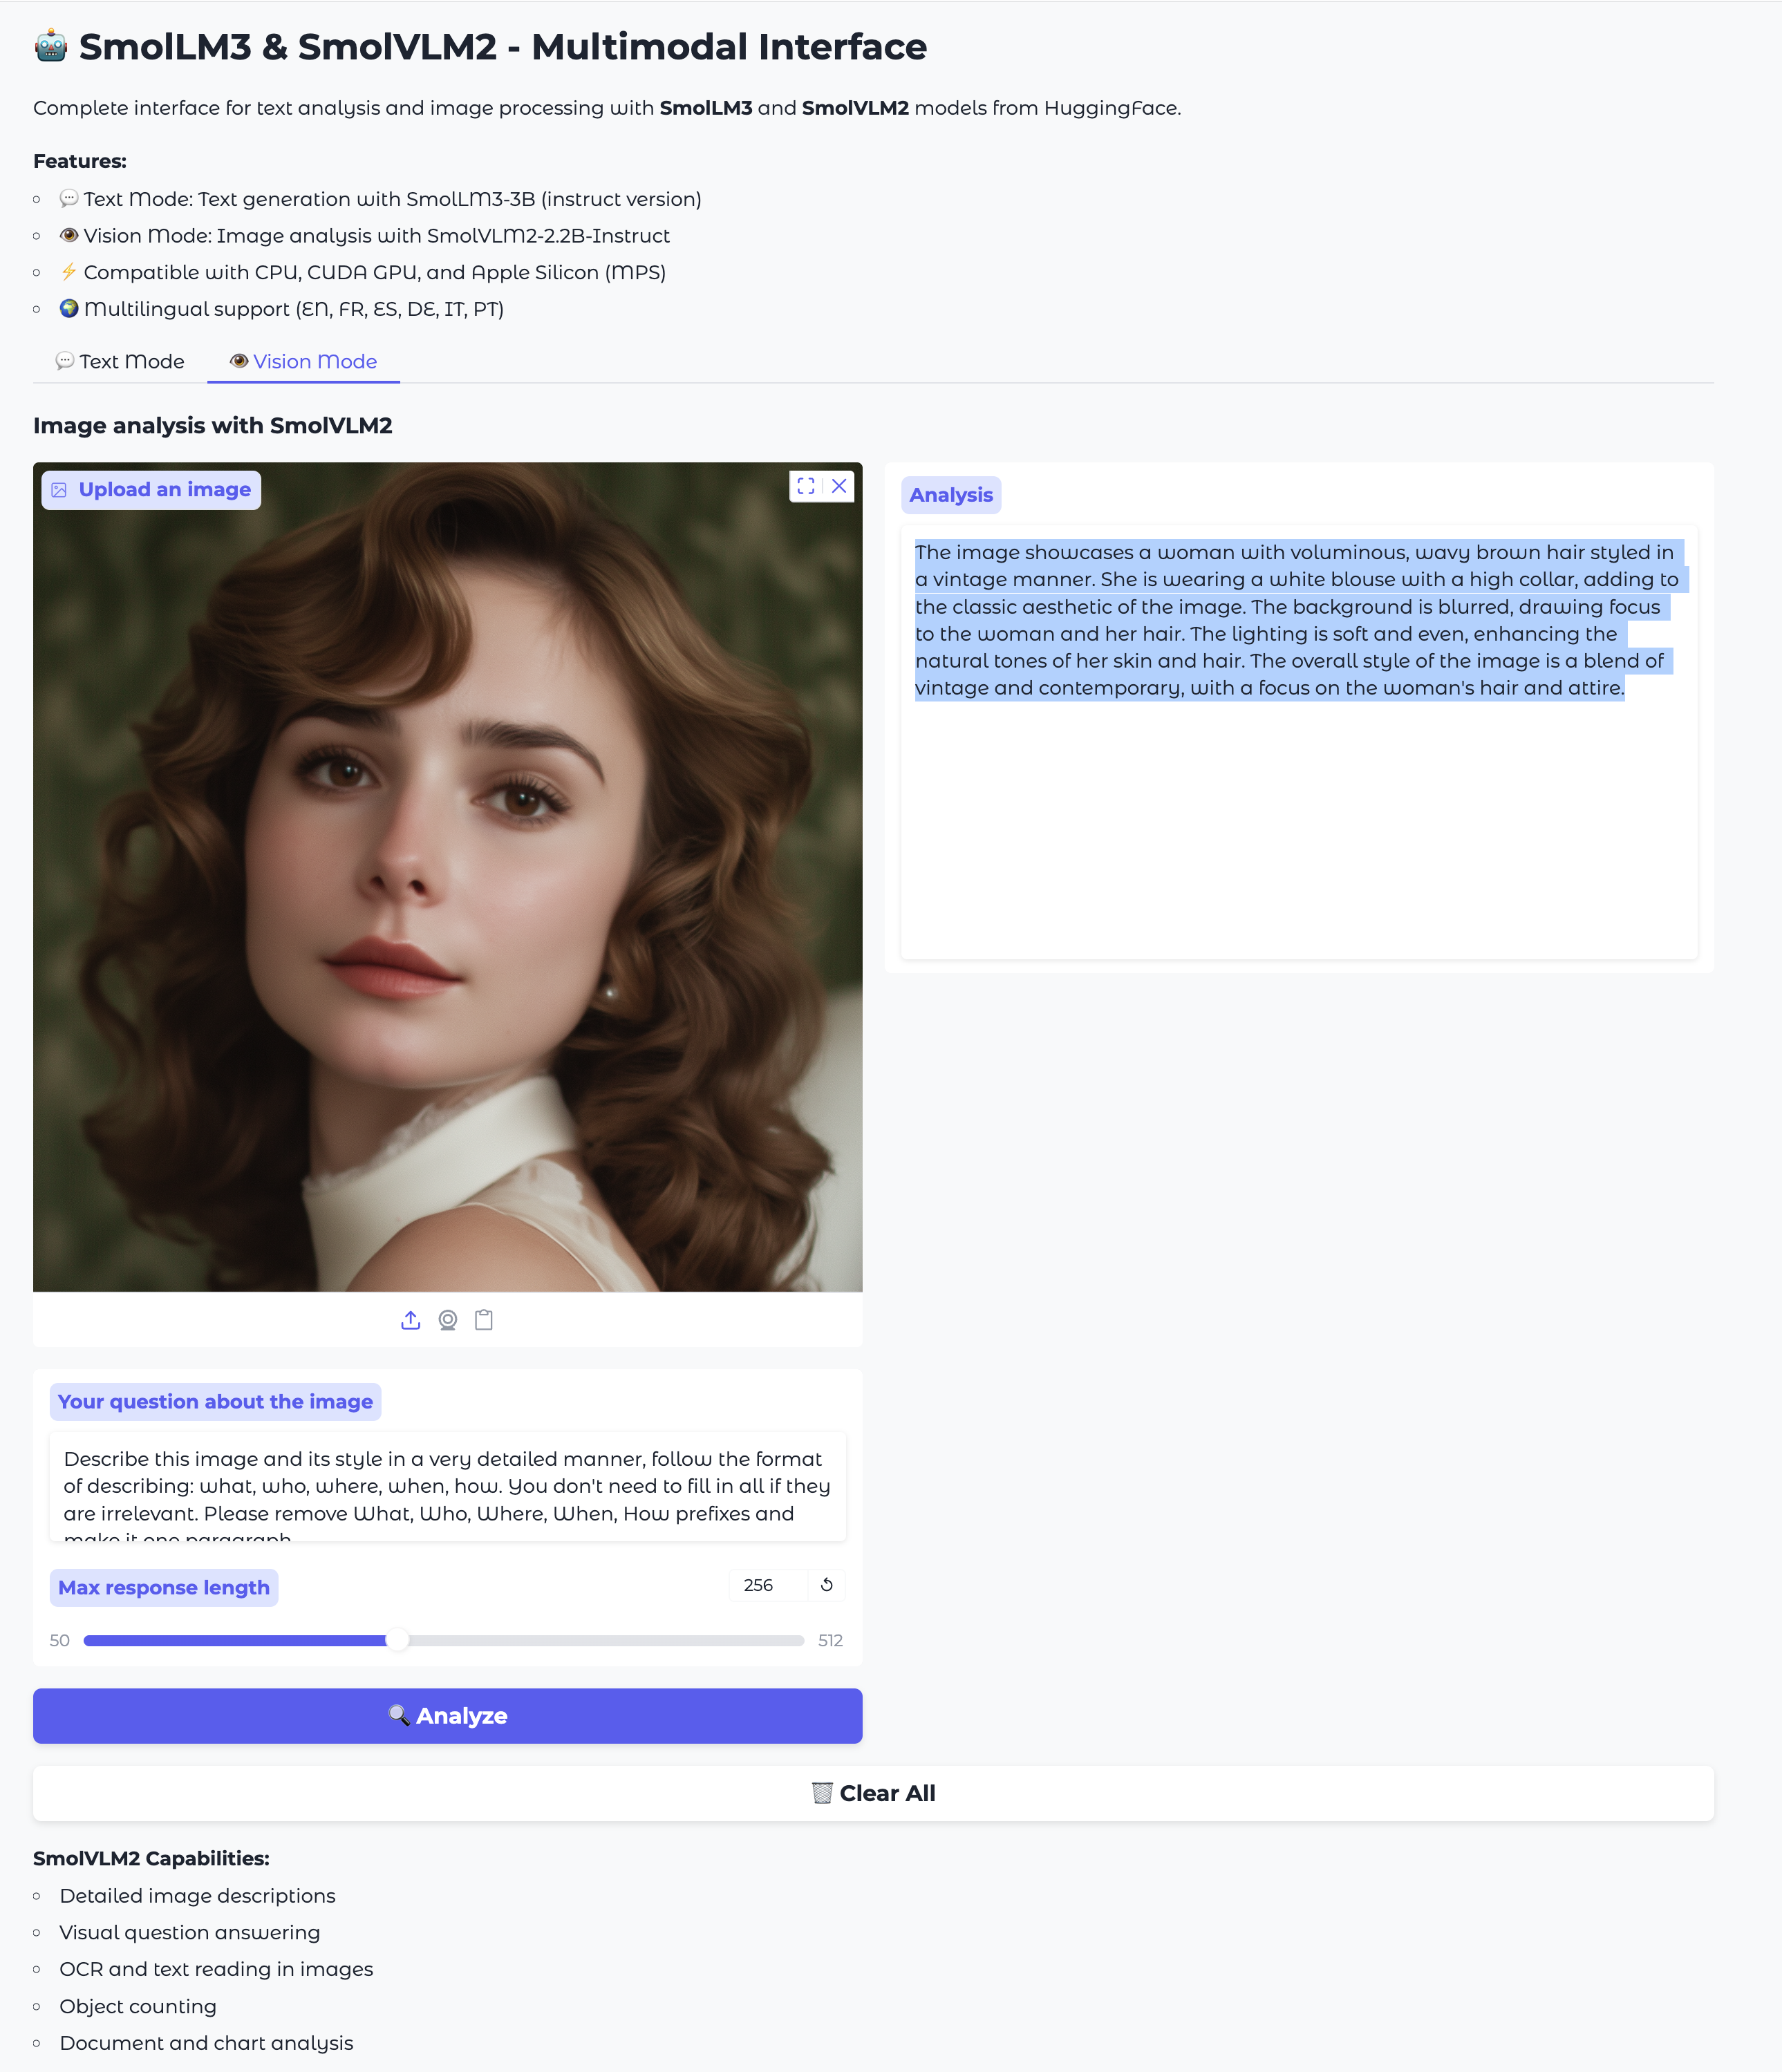 🤖 SmolLM3 & SmolVLM2 - Multimodal Interface
Complete interface for text analysis and image processing with SmolLM3 and SmolVLM2 models from HuggingFace.
Features:
💬 Text Mode: Text generation with SmolLM3-3B (instruct version)
👁️ Vision Mode: Image analysis with SmolVLM2-2.2B-Instruct
⚡ Compatible with CPU, CUDA GPU, and Apple Silicon (MPS)
🌍 Multilingual support (EN, FR, ES, DE, IT, PT)
💬 Text Mode
👁️ Vision Mode
Image analysis with SmolVLM2
Upload an image
Analysis
The image showcases a woman with voluminous, wavy brown hair styled in
a vintage manner. She is wearing a white blouse with a high collar, adding to
the classic aesthetic of the image. The background is blurred, drawing focus
to the woman and her hair. The lighting is soft and even, enhancing the
natural tones of her skin and hair. The overall style of the image is a blend of
vintage and contemporary, with a focus on the woman's hair and attire.
Your question about the image
Describe this image and its style in a very detailed manner, follow the format
of describing: what, who, where, when, how. You don't need to fill in all if they
are irrelevant. Please remove What, Who, Where, When, How prefixes and
make it one paragraph
Max response length
256
50
512
🔍 Analyze
🗑️ Clear All
SmolVLM2 Capabilities:
Detailed image descriptions
Visual question answering
OCR and text reading in images
Object counting
Document and chart analysis